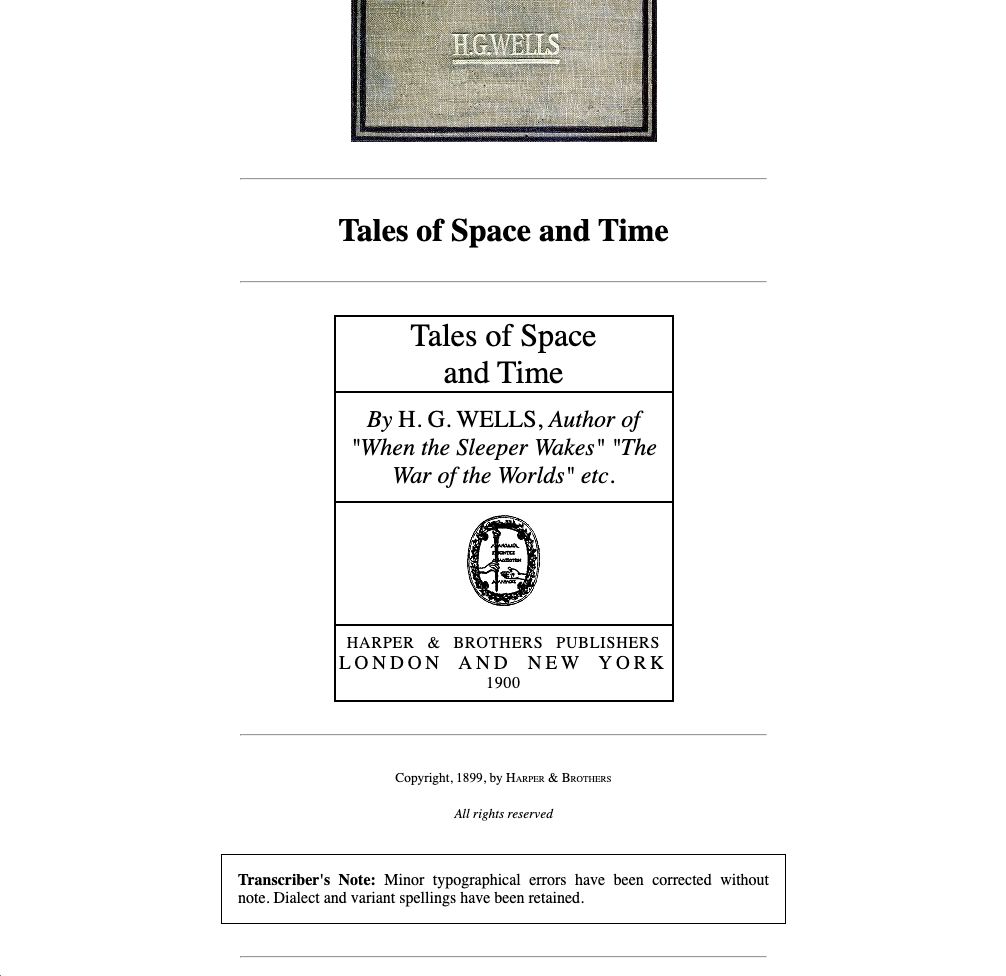 H.G.WELLS
Tales of Space and Time
Tales of Space
and Time
By H. G. WELLS, Author of
"When the Sleeper Wakes" "The
War of the Worlds" etc.
HARPER & BROTHERS PUBLISHERS
LONDON AND NEW YORK
1900
Copyright, 1899, by Harper & Brothers
All rights reserved
Transcriber's Note: Minor typographical errors have been corrected without
note. Dialect and variant spellings have been retained.